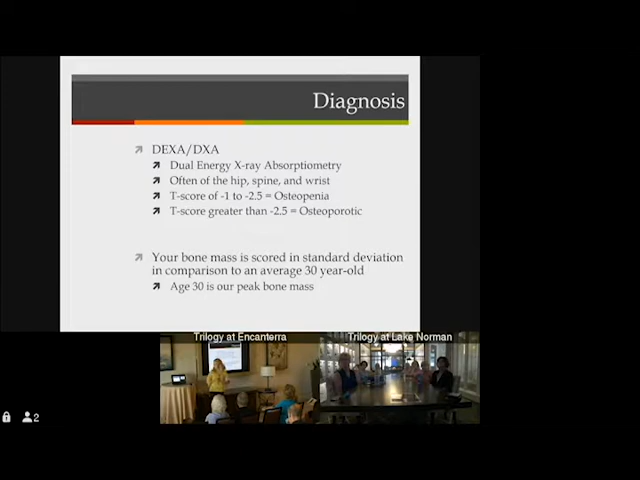 Diagnosis
DEXA/DXA
Dual Energy X-ray Absorptiometry
Often of the hip, spine, and wrist
T-score of -1 to -2.5 = Osteopenia
T-score greater than -2.5 = Osteoporotic
Your bone mass is scored in standard deviation
in comparison to an average 30 year-old
Age 30 is our peak bone mass
Trilogy at Encanterra
Trilogy at Lake Norman
2